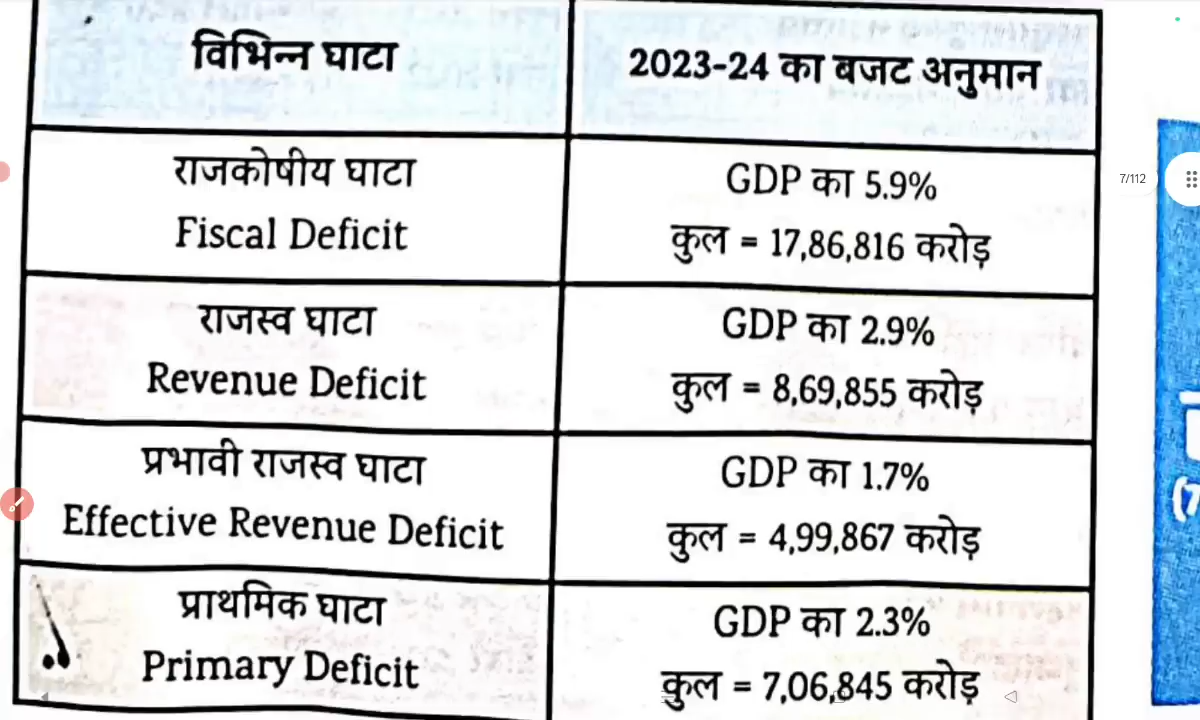 विभिन्न घाटा
2023-24 का बजट अनुमान
राजकोषीय घाटा
Fiscal Deficit
GDP का 5.9%
कुल = 17,86,816 करोड़
7/112
राजस्व घाटा
Revenue Deficit
GDP का 2.9%
कुल = 8,69,855 करोड़
प्रभावी राजस्व घाटा
Effective Revenue Deficit
GDP का 1.7%
कुल = 4,99,867 करोड़
प्राथमिक घाटा
Primary Deficit
GDP का 2.3%
कुल = 7,06,845 करोड़